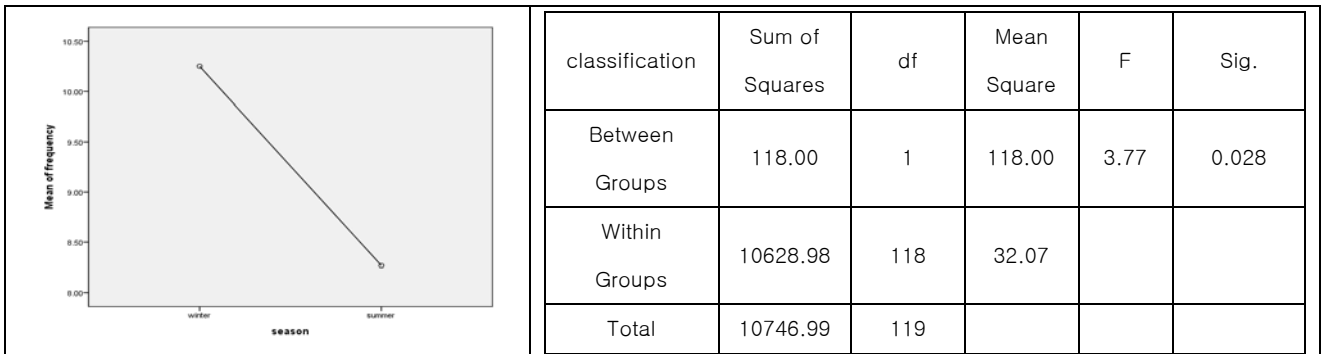 10.50
10.00
9.50
9.00
8.50
8.00
Mean of frequency
winter summer
season
classification Sum of Squares df Mean Square F Sig.
Between Groups 118.00 1 118.00 3.77 0.028
Within Groups 10628.98 118 32.07
Total 10746.99 119